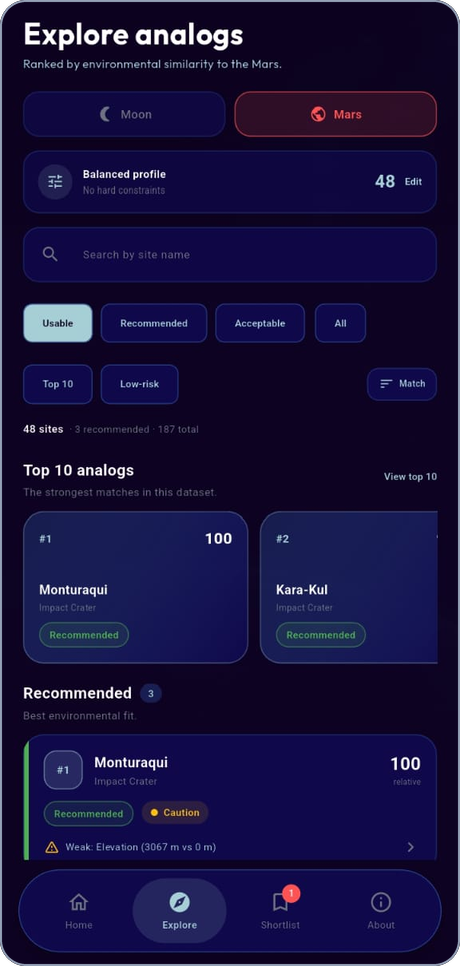 Explore analogs
Ranked by environmental similarity to the Mars.
Moon
Mars
Balanced profile
No hard constraints
48 Edit
Search by site name
Usable
Recommended
Acceptable
All
Top 10
Low-risk
Match
48 sites · 3 recommended · 187 total
Top 10 analogs
View top 10
The strongest matches in this dataset.
#1 100
Monturaqui
Impact Crater
Recommended
#2
Kara-Kul
Impact Crater
Recommended
Recommended 3
Best environmental fit.
#1
Monturaqui
Impact Crater
100
relative
Recommended
Caution
Weak: Elevation (3067 m vs 0 m)
1
Home
Explore
Shortlist
About